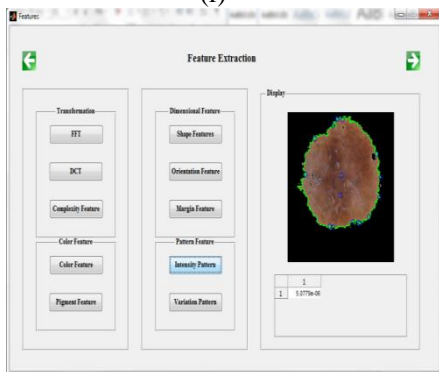 Features
Feature Extraction
Transformation
FFT
DCT
Complexity Feature
Color Feature
Color Feature
Pigment Feature
Dimensional Feature
Shape Features
Orientation Feature
Margin Feature
Pattern Feature
Intensity Pattern
Variation Pattern
Display
1
1 5.0779e-06